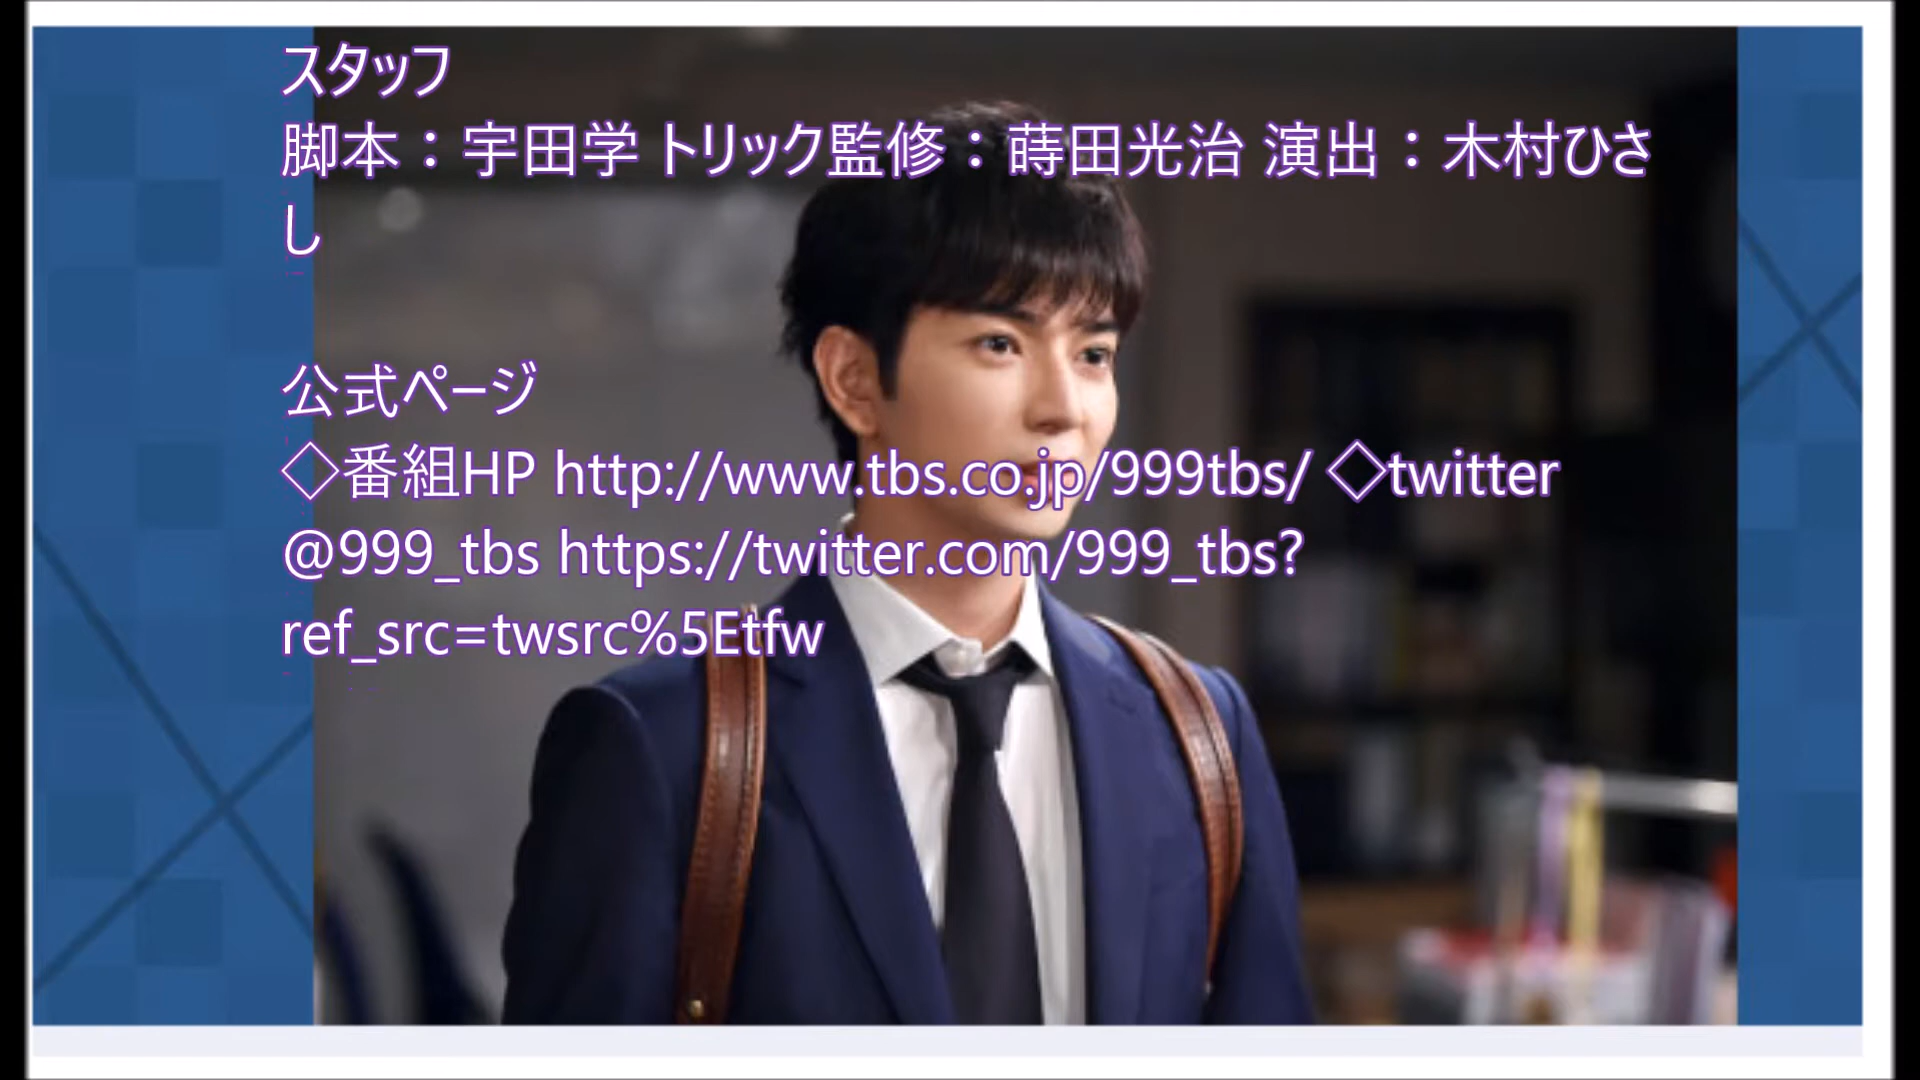 スタッフ
脚本：宇田学 トリック監修：蒔田光治 演出：木村ひさ
し
公式ページ
◇番組HP http://www.tbs.co.jp/999tbs/ ◇twitter
@999_tbs https://twitter.com/999_tbs?
ref_src=twsrc%5Etfw